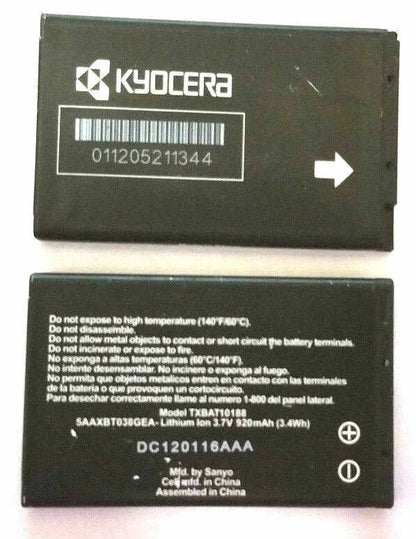 KYOCERA
011205211344
Do not expose to high temperature (140°F/60°C).
Do not disassemble.
Do not allow metal objects to contact or short circuit the battery terminals.
Do not incinerate or expose to fire.
No exponga a altas temperaturas (60°C/140°F).
No intente desensamblar. No incinere o exponga al fuego.
No permita que objetos metalicos entren en contacto con las terminales
de la bateria o que provoquen un cortocircuito.
Para desechar correctamente llame al numero 1-800 del panel lateral.
Model TXBAT10188
5AAXBT038GEA- Lithium Ion 3.7V 920mAh (3.4Wh)
DC120116AAA
Mfd. by Sanyo
Cell mfd. in China
Assembled in China